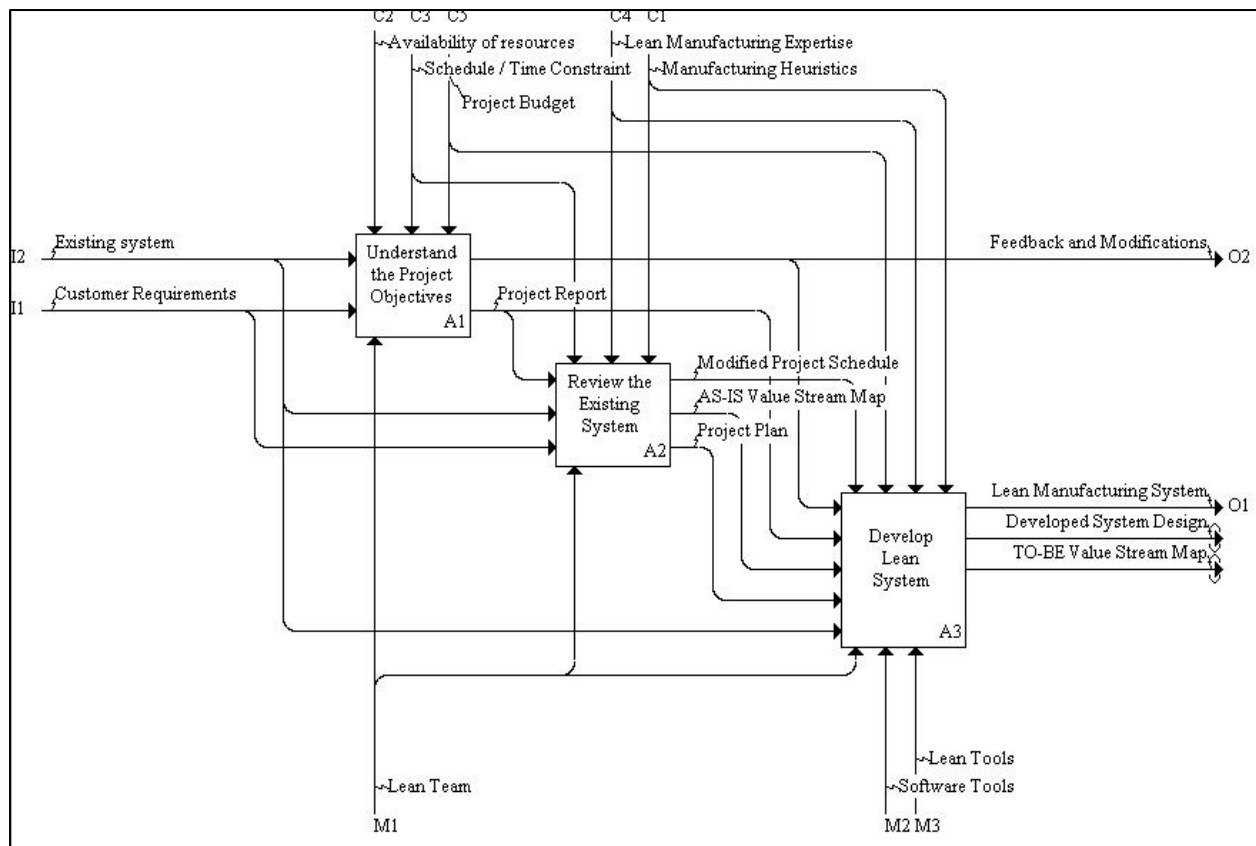 C2 C3 C5 C4 C1
Availability of resources
Lean Manufacturing Expertise
Schedule / Time Constraint
Manufacturing Heuristics
Project Budget
I2
Existing system
Understand
the Project
Objectives
A1
Feedback and Modifications
O2
I1
Customer Requirements
Project Report
Review the
Existing
System
A2
Modified Project Schedule
AS-IS Value Stream Map
Project Plan
Develop
Lean
System
A3
Lean Manufacturing System
O1
Developed System Design
TO-BE Value Stream Map
Lean Tools
Lean Team
Software Tools
M1
M2 M3